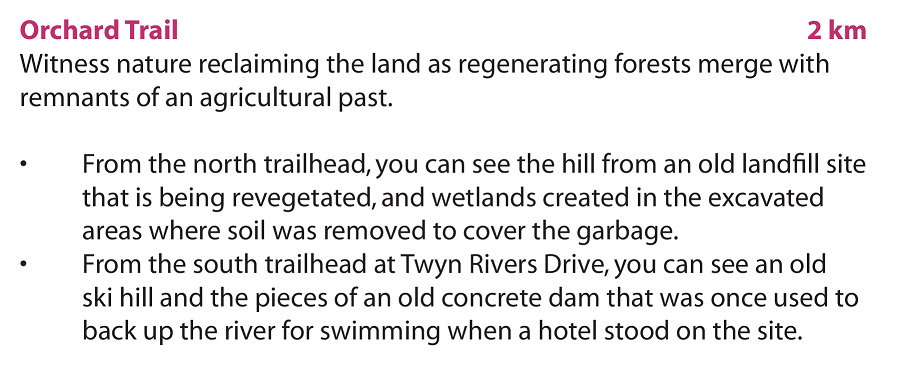 Orchard Trail 2 km
Witness nature reclaiming the land as regenerating forests merge with
remnants of an agricultural past.
• From the north trailhead, you can see the hill from an old landfill site
that is being revegetated, and wetlands created in the excavated
areas where soil was removed to cover the garbage.
• From the south trailhead at Twyn Rivers Drive, you can see an old
ski hill and the pieces of an old concrete dam that was once used to
back up the river for swimming when a hotel stood on the site.